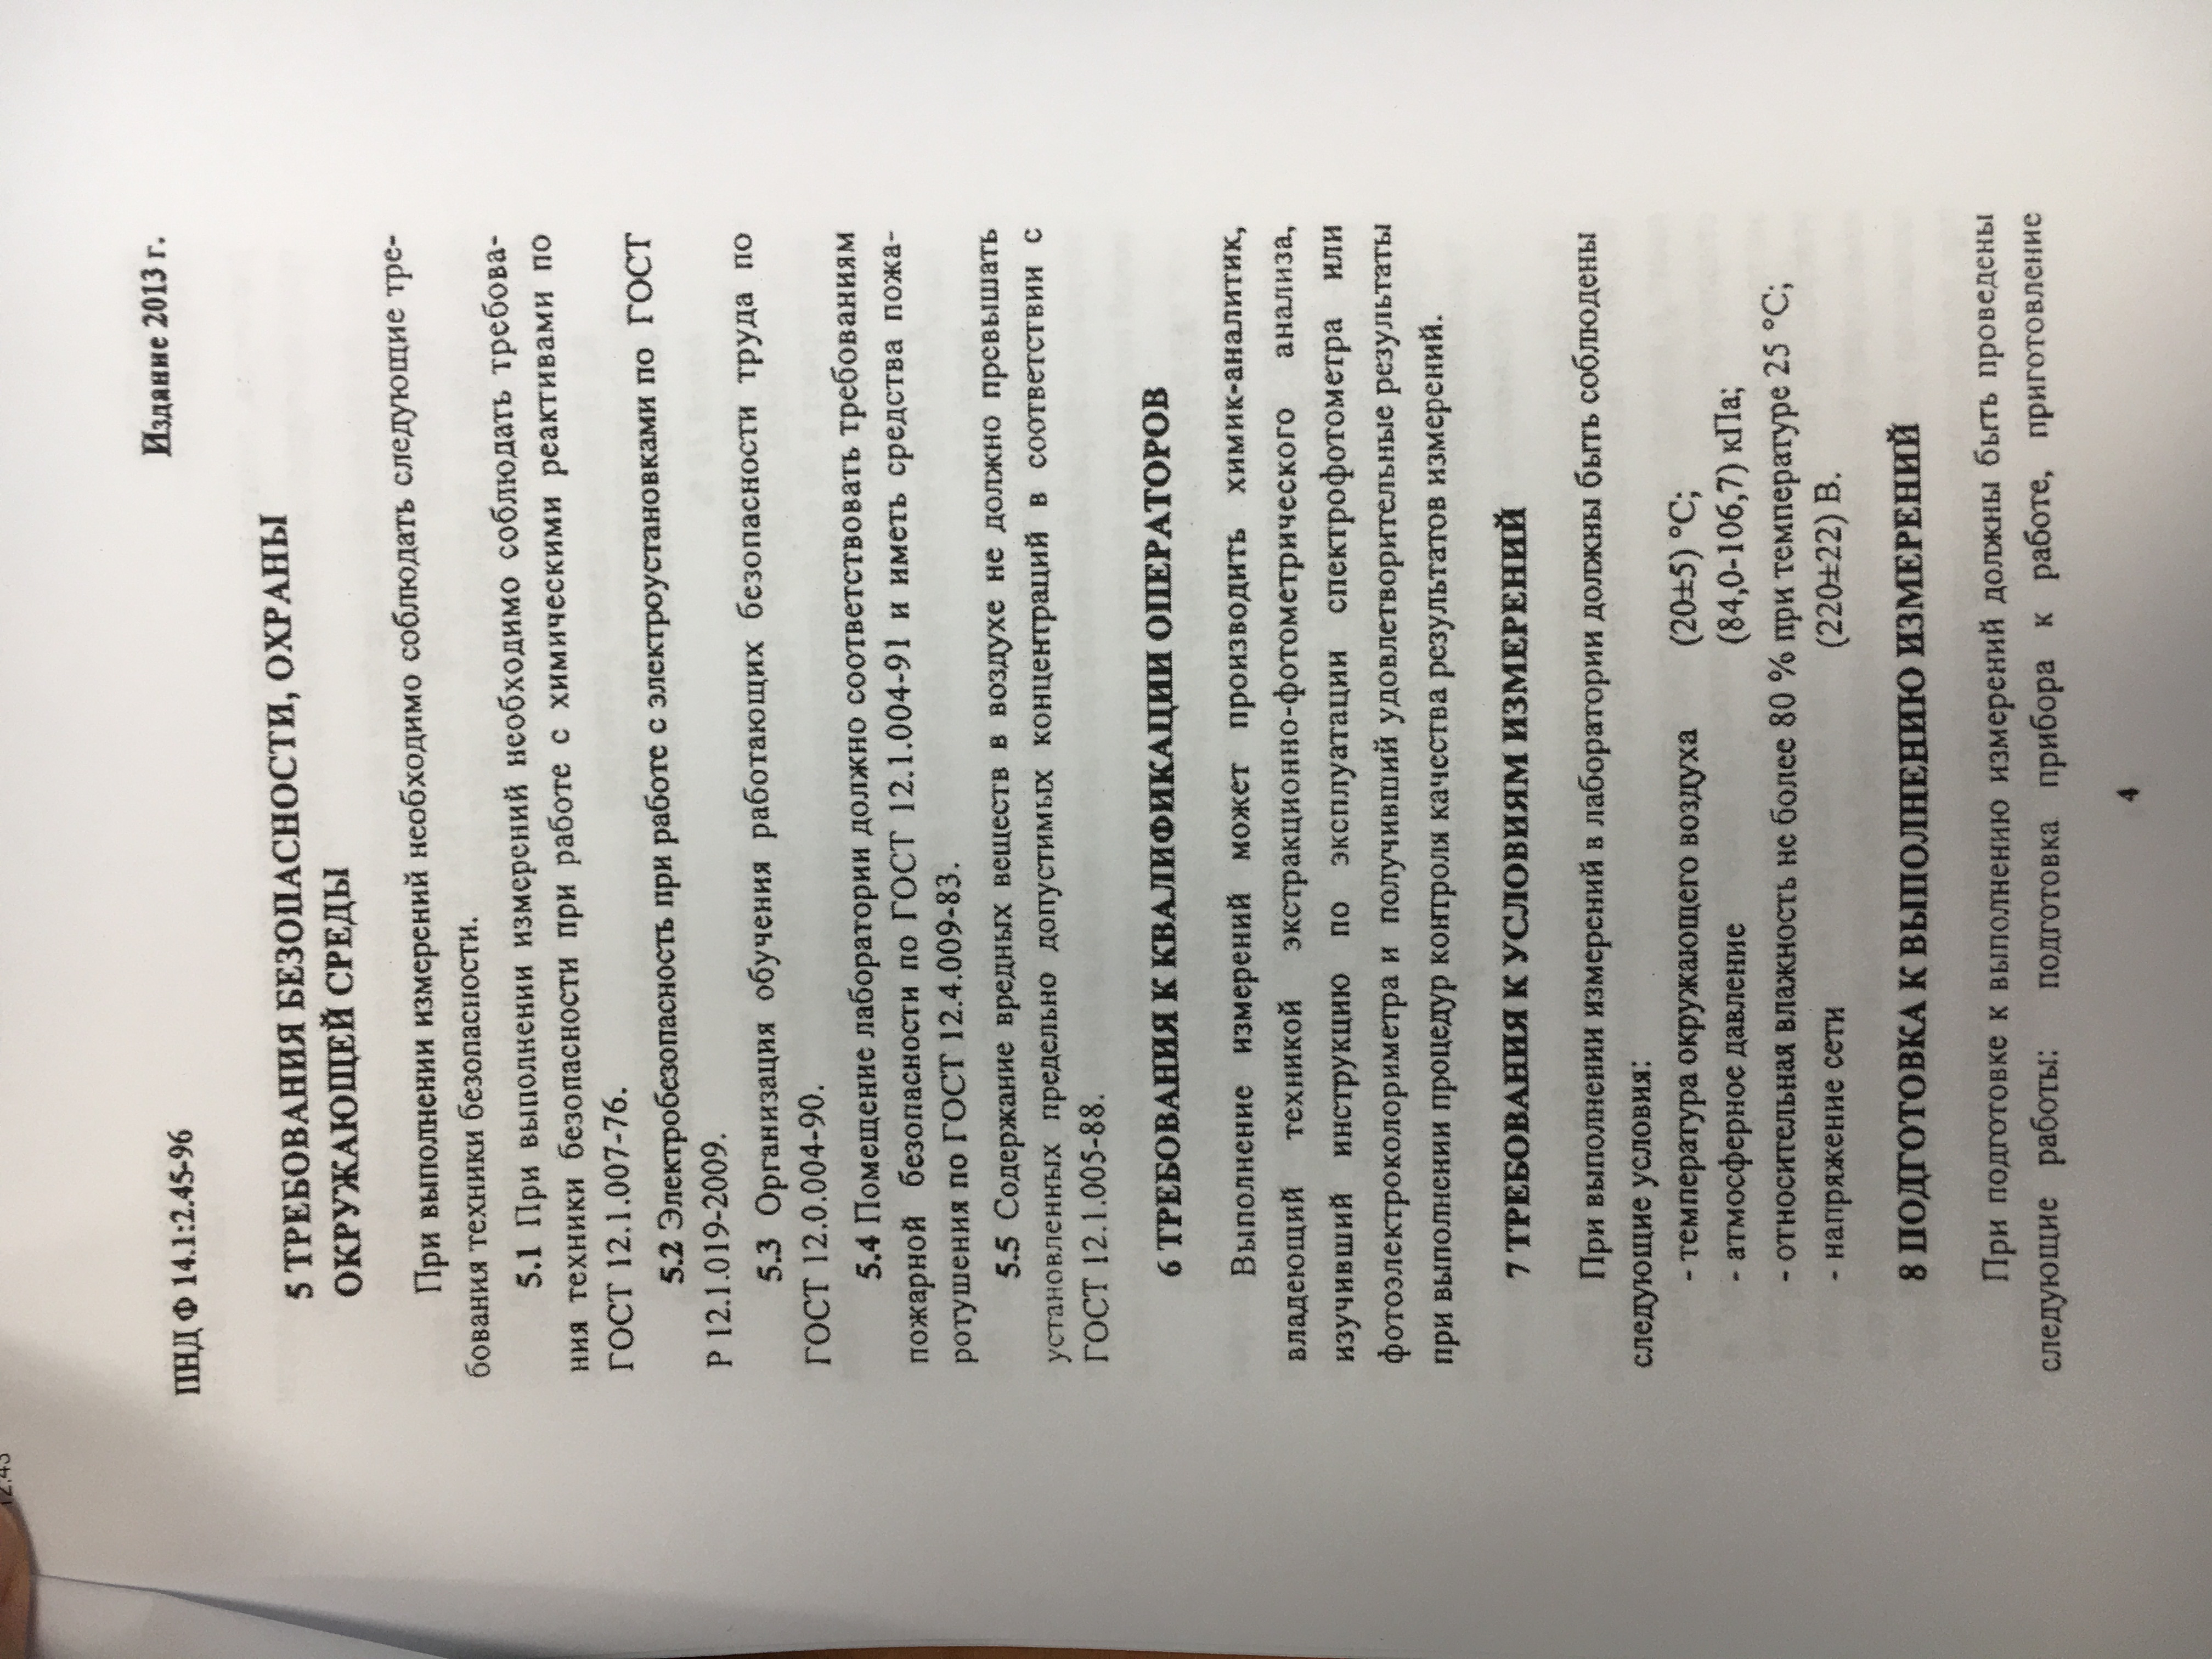 ПНД Ф 14.1:2.45-96 Издание 2013 г.
5 ТРЕБОВАНИЯ БЕЗОПАСНОСТИ, ОХРАНЫ
ОКРУЖАЮЩЕЙ СРЕДЫ
При выполнении измерений необходимо соблюдать следующие тре-
бования техники безопасности.
5.1 При выполнении измерений необходимо соблюдать требова-
ния техники безопасности при работе с химическими реактивами по
ГОСТ 12.1.007-76.
5.2 Электробезопасность при работе с электроустановками по ГОСТ
Р 12.1.019-2009.
5.3 Организация обучения работающих безопасности труда по
ГОСТ 12.0.004-90.
5.4 Помещение лаборатории должно соответствовать требованиям
пожарной безопасности по ГОСТ 12.1.004-91 и иметь средства пожа-
ротушения по ГОСТ 12.4.009-83.
5.5 Содержание вредных веществ в воздухе не должно превышать
установленных предельно допустимых концентраций в соответствии с
ГОСТ 12.1.005-88.
6 ТРЕБОВАНИЯ К КВАЛИФИКАЦИИ ОПЕРАТОРОВ
Выполнение измерений может производить химик-аналитик,
владеющий техникой экстракционно-фотометрического анализа,
изучивший инструкцию по эксплуатации спектрофотометра или
фотоэлектроколориметра и получивший удовлетворительные результаты
при выполнении процедур контроля качества результатов измерений.
7 ТРЕБОВАНИЯ К УСЛОВИЯМ ИЗМЕРЕНИЙ
При выполнении измерений в лаборатории должны быть соблюдены
следующие условия:
- температура окружающего воздуха (20±5) °С;
- атмосферное давление (84,0-106,7) кПа;
- относительная влажность не более 80 % при температуре 25 °С;
- напряжение сети (220±22) В.
8 ПОДГОТОВКА К ВЫПОЛНЕНИЮ ИЗМЕРЕНИЙ
При подготовке к выполнению измерений должны быть проведены
следующие работы: подготовка прибора к работе, приготовление
4